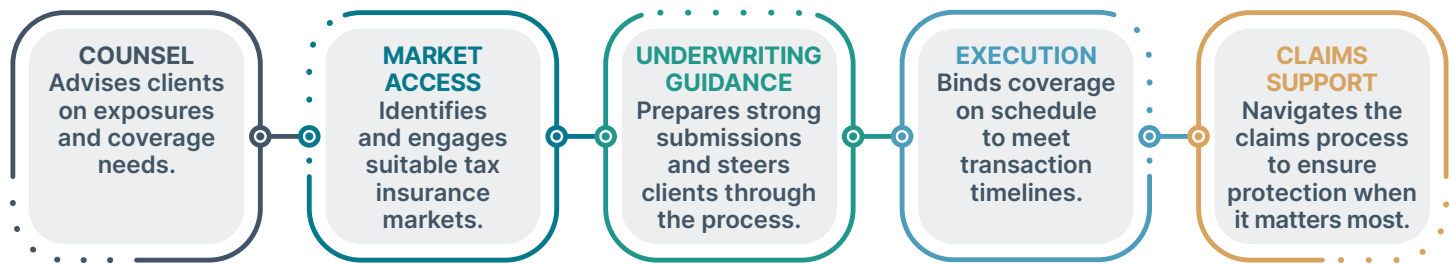 COUNSEL
Advises clients
on exposures
and coverage
needs.
MARKET
ACCESS
Identifies
and engages
suitable tax
insurance
markets.
UNDERWRITING
GUIDANCE
Prepares strong
submissions
and steers
clients through
the process.
EXECUTION
Binds coverage
on schedule
to meet
transaction
timelines.
CLAIMS
SUPPORT
Navigates the
claims process
to ensure
protection when
it matters most.